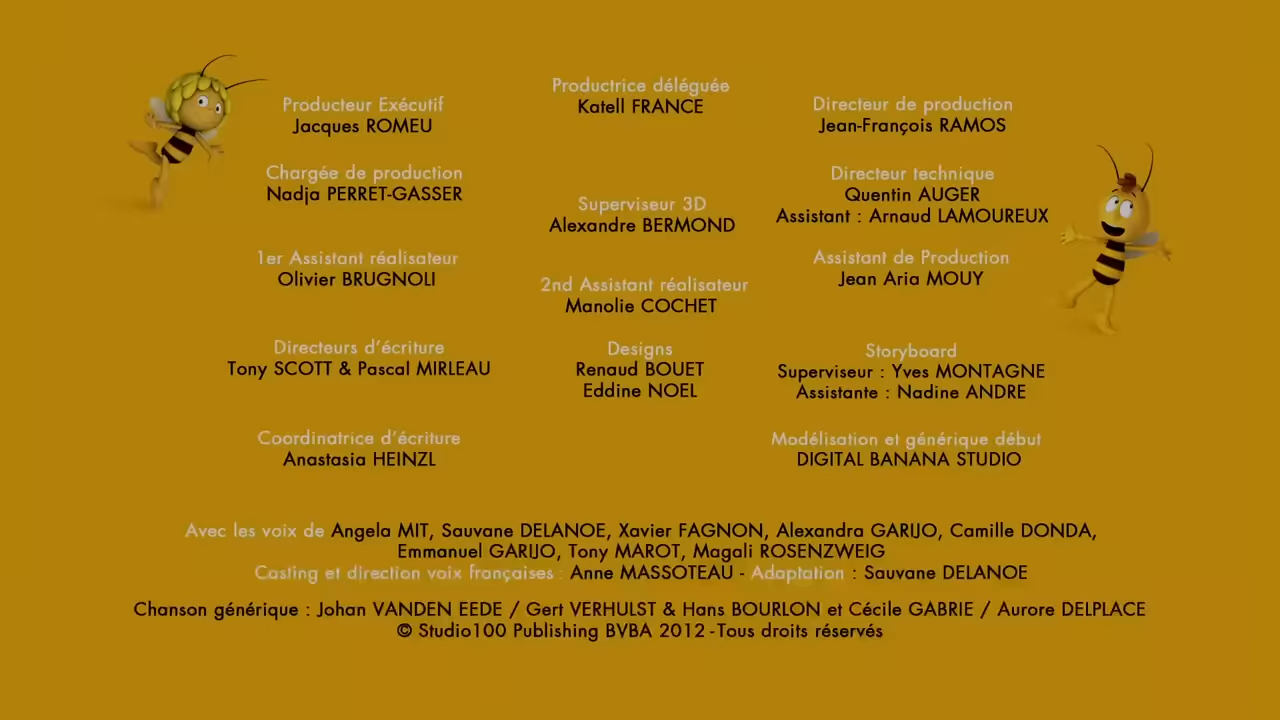 Productrice déléguée
Katell FRANCE
Producteur Exécutif
Jacques ROMEU
Directeur de production
Jean-François RAMOS
Chargée de production
Nadja PERRET-GASSER
Superviseur 3D
Alexandre BERMOND
Directeur technique
Quentin AUGER
Assistant : Arnaud LAMOUREUX
1er Assistant réalisateur
Olivier BRUGNOLI
2nd Assistant réalisateur
Manolie COCHET
Assistant de Production
Jean Aria MOUY
Directeurs d'écriture
Tony SCOTT & Pascal MIRLEAU
Designs
Renaud BOUET
Eddine NOEL
Storyboard
Superviseur : Yves MONTAGNE
Assistante : Nadine ANDRE
Coordinatrice d'écriture
Anastasia HEINZL
Modélisation et générique début
DIGITAL BANANA STUDIO
Avec les voix de Angela MIT, Sauvane DELANOE, Xavier FAGNON, Alexandra GARIJO, Camille DONDA,
Emmanuel GARIJO, Tony MAROT, Magali ROSENZWEIG
Casting et direction voix françaises : Anne MASSOTEAU - Adaptation : Sauvane DELANOE
Chanson générique : Johan VANDEN EEDE / Gert VERHULST & Hans BOURLON et Cécile GABRIE / Aurore DELPLACE
© Studio100 Publishing BVBA 2012 - Tous droits réservés